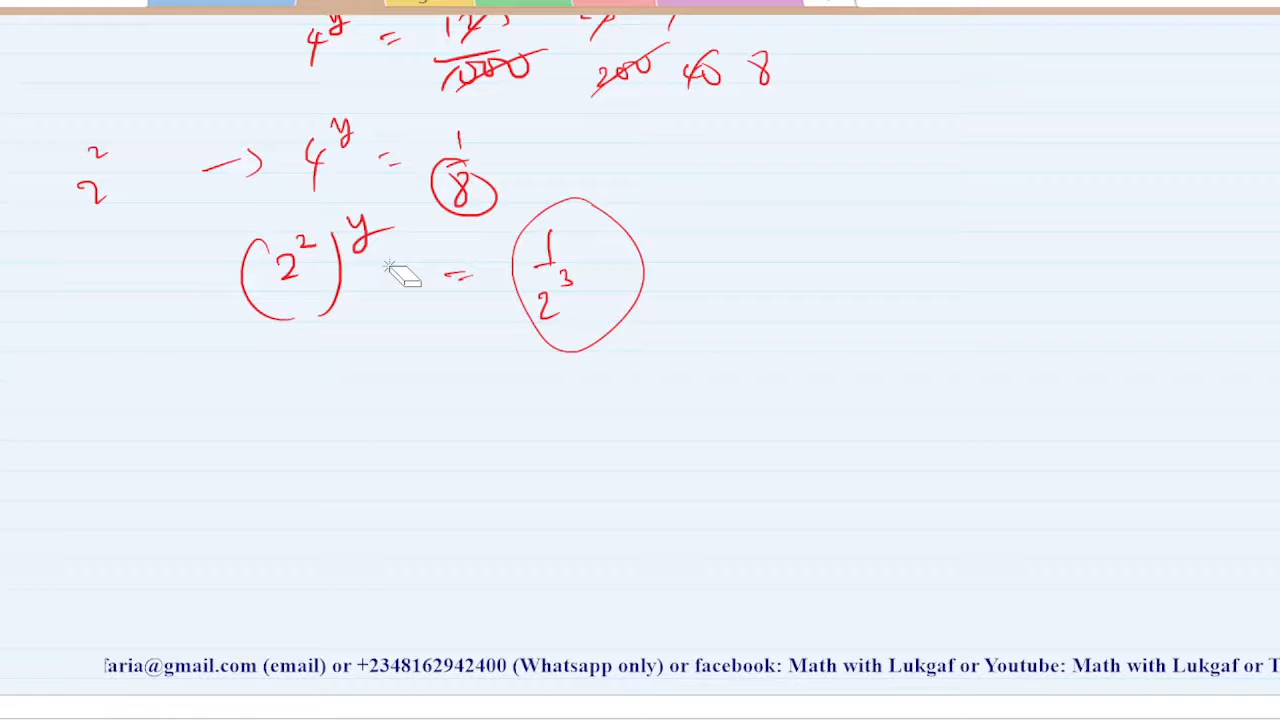 4^y = 125/1000 200 40 8
2^2 → 4^y = 1/8
(2^2)^y = 1/2^3
faria@gmail.com (email) or +2348162942400 (Whatsapp only) or facebook: Math with Lukgaf or Youtube: Math with Lukgaf or T